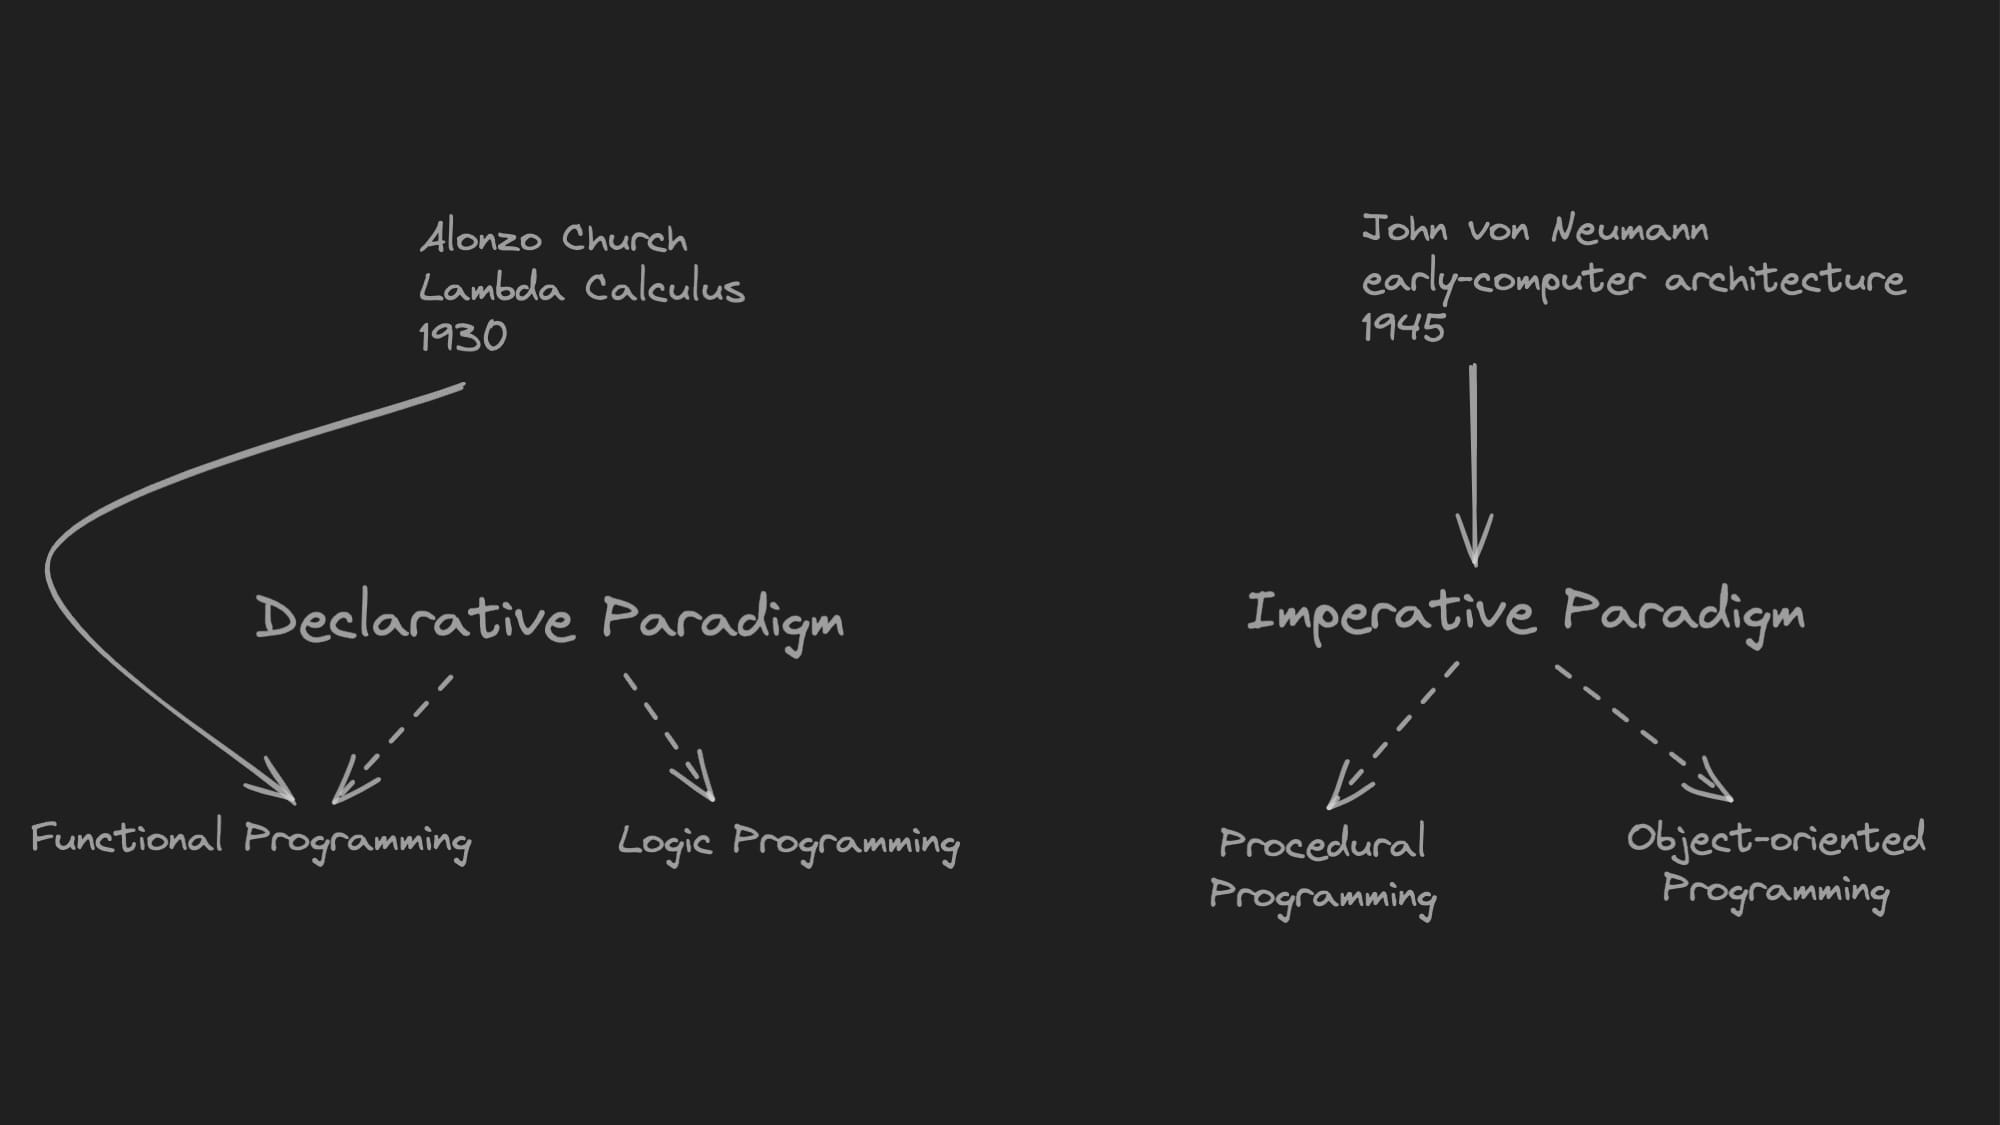 Alonzo Church
Lambda Calculus
1930
John von Neumann
early-computer architecture
1945
Declarative Paradigm
Imperative Paradigm
Functional Programming
Logic Programming
Procedural
Programming
Object-oriented
Programming